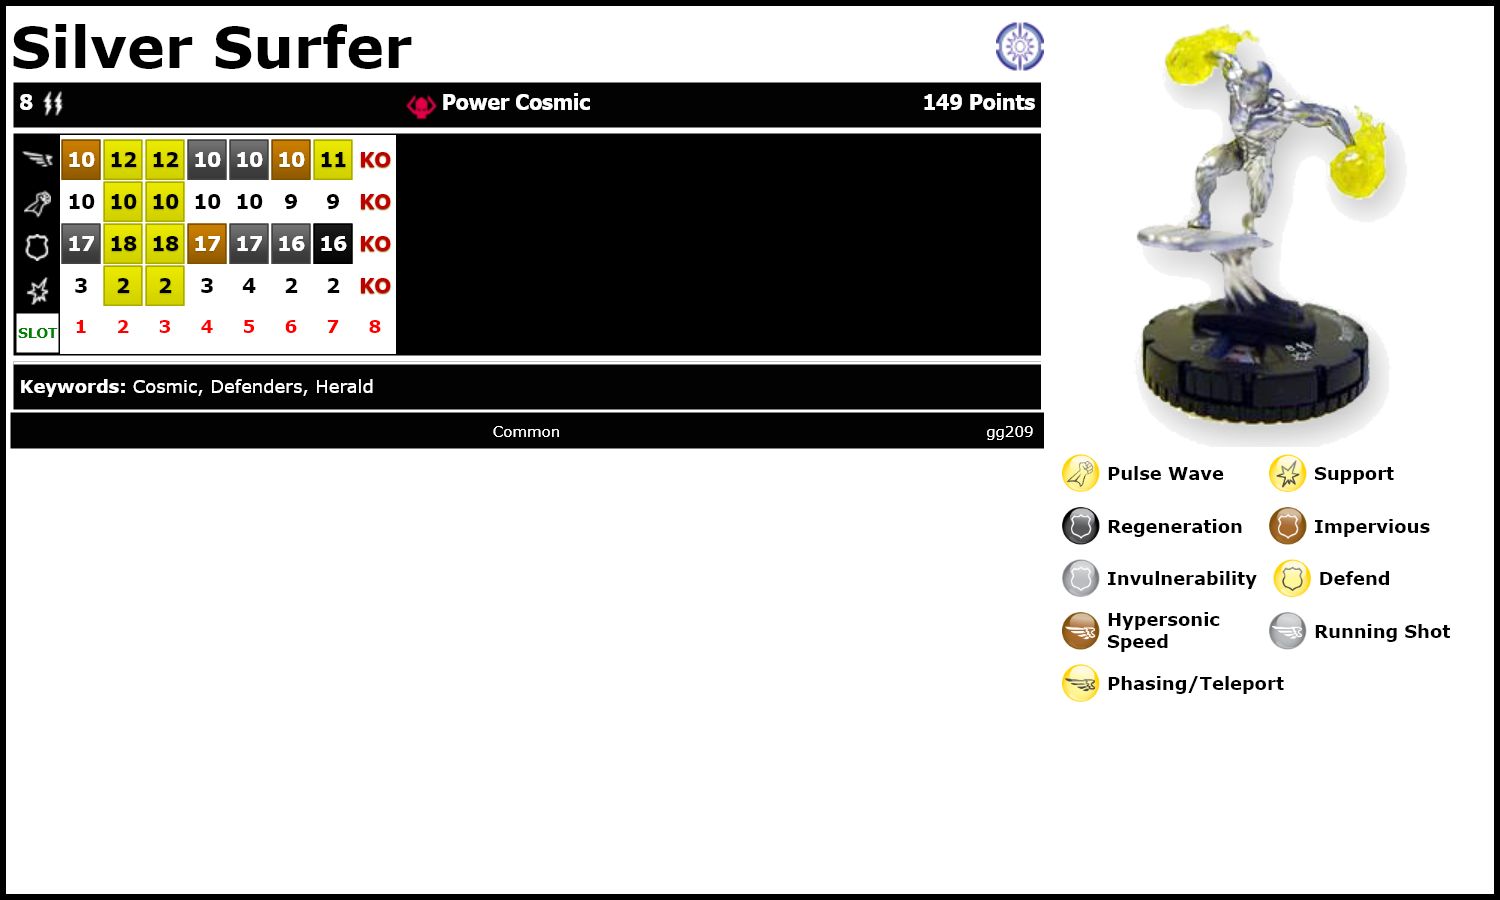 Silver Surfer
8 Power Cosmic 149 Points
10 12 12 10 10 10 11 KO
10 10 10 10 10 9 9 KO
17 18 18 17 17 16 16 KO
3 2 2 3 4 2 2 KO
SLOT 1 2 3 4 5 6 7 8
Keywords: Cosmic, Defenders, Herald
Common gg209
Pulse Wave Support
Regeneration Impervious
Invulnerability Defend
Hypersonic
Speed
Running Shot
Phasing/Teleport